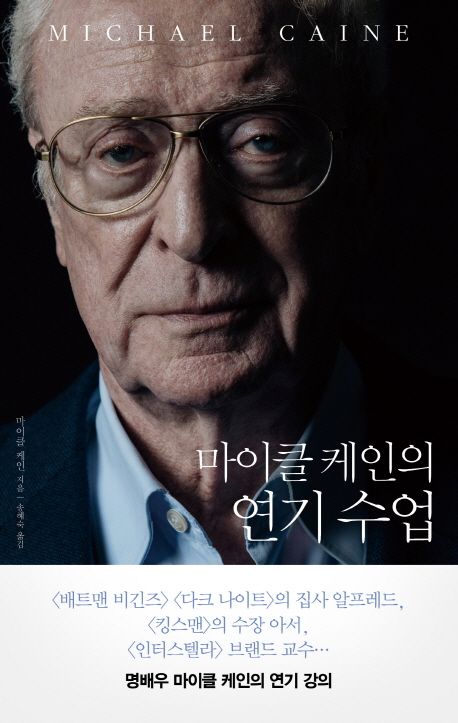 MICHAEL CAINE
마이클 케인 지음 | 송혜숙 옮김
마이클 케인의
연기 수업
〈배트맨 비긴즈〉 〈다크 나이트〉의 집사 알프레드,
〈킹스맨〉의 수장 아서,
〈인터스텔라〉 브랜드 교수…
명배우 마이클 케인의 연기 강의